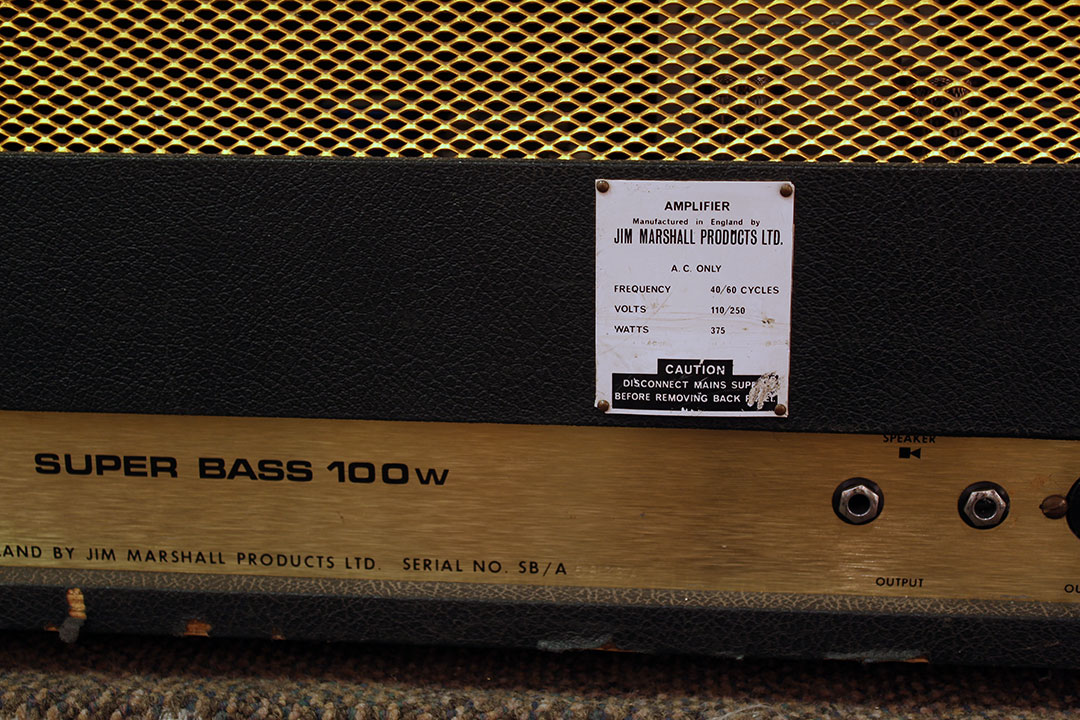 AMPLIFIER
Manufactured in England by
JIM MARSHALL PRODUCTS LTD.
A.C. ONLY
FREQUENCY 40/60 CYCLES
VOLTS 110/250
WATTS 375
CAUTION
DISCONNECT MAINS
BEFORE REMOVING BACK
SPEAKER
SUPER BASS 100W
BY JIM MARSHALL PRODUCTS LTD. SERIAL NO. SB/A
OUTPUT